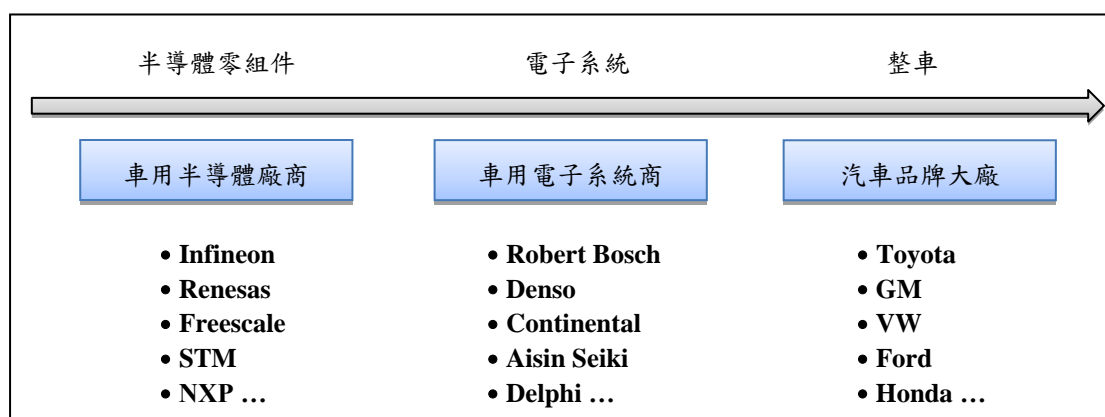 半導體零組件 電子系統 整車
車用半導體廠商 車用電子系統商 汽車品牌大廠
• Infineon • Robert Bosch • Toyota
• Renesas • Denso • GM
• Freescale • Continental • VW
• STM • Aisin Seiki • Ford
• NXP … • Delphi … • Honda …